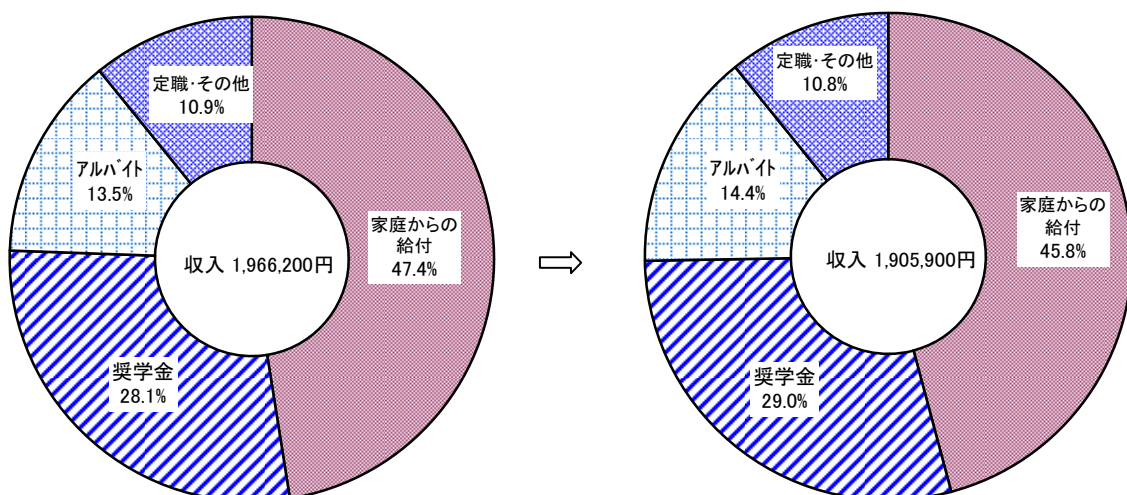 定職・その他
10.9%
アルバイト
13.5%
家庭からの
給付
47.4%
収入 1,966,200円
奨学金
28.1%
⇨
定職・その他
10.8%
アルバイト
14.4%
家庭からの
給付
45.8%
収入 1,905,900円
奨学金
29.0%